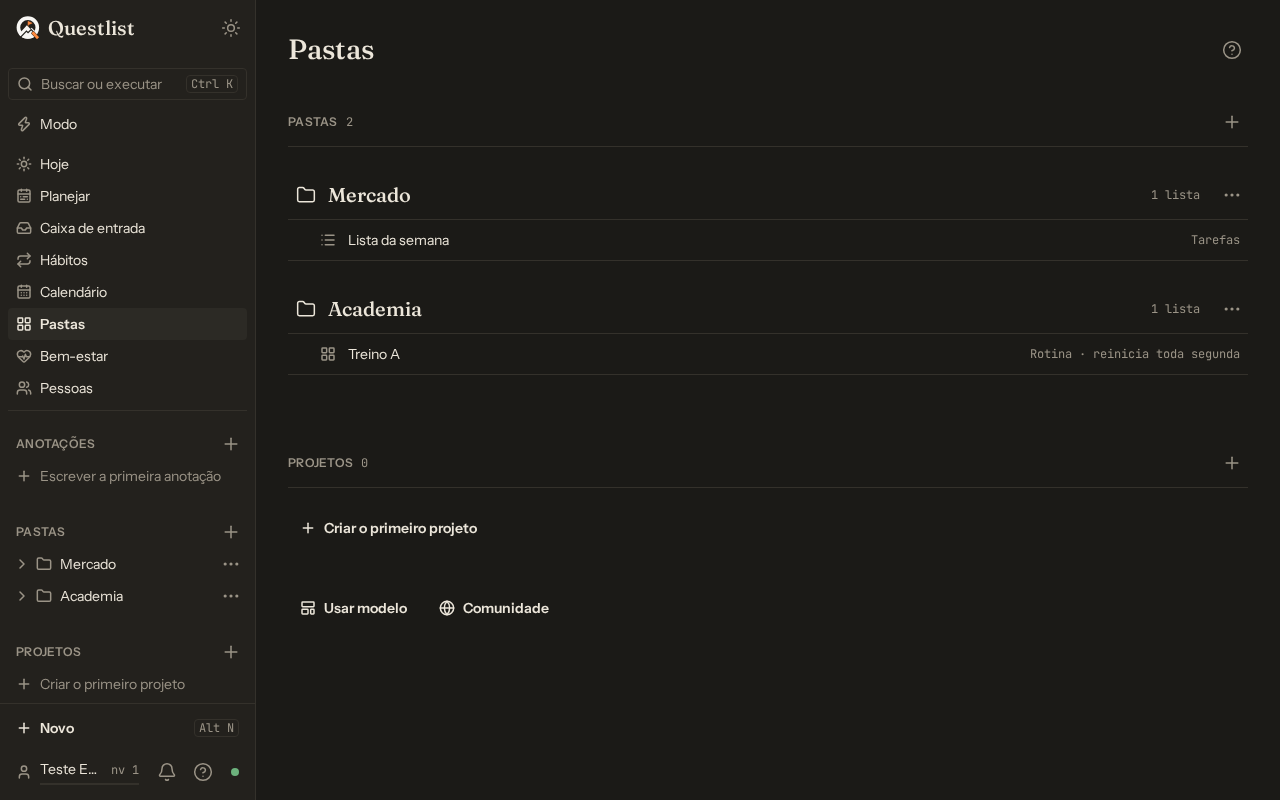 Questlist
Buscar ou executar Ctrl K
Modo
Hoje
Planejar
Caixa de entrada
Hábitos
Calendário
Pastas
Bem-estar
Pessoas
ANOTAÇÕES
Escrever a primeira anotação
PASTAS
Mercado
Academia
PROJETOS
Criar o primeiro projeto
Novo Alt N
Teste E... nv 1
Pastas
PASTAS 2
Mercado 1 lista
Lista da semana Tarefas
Academia 1 lista
Treino A Rotina · reinicia toda segunda
PROJETOS 0
Criar o primeiro projeto
Usar modelo Comunidade